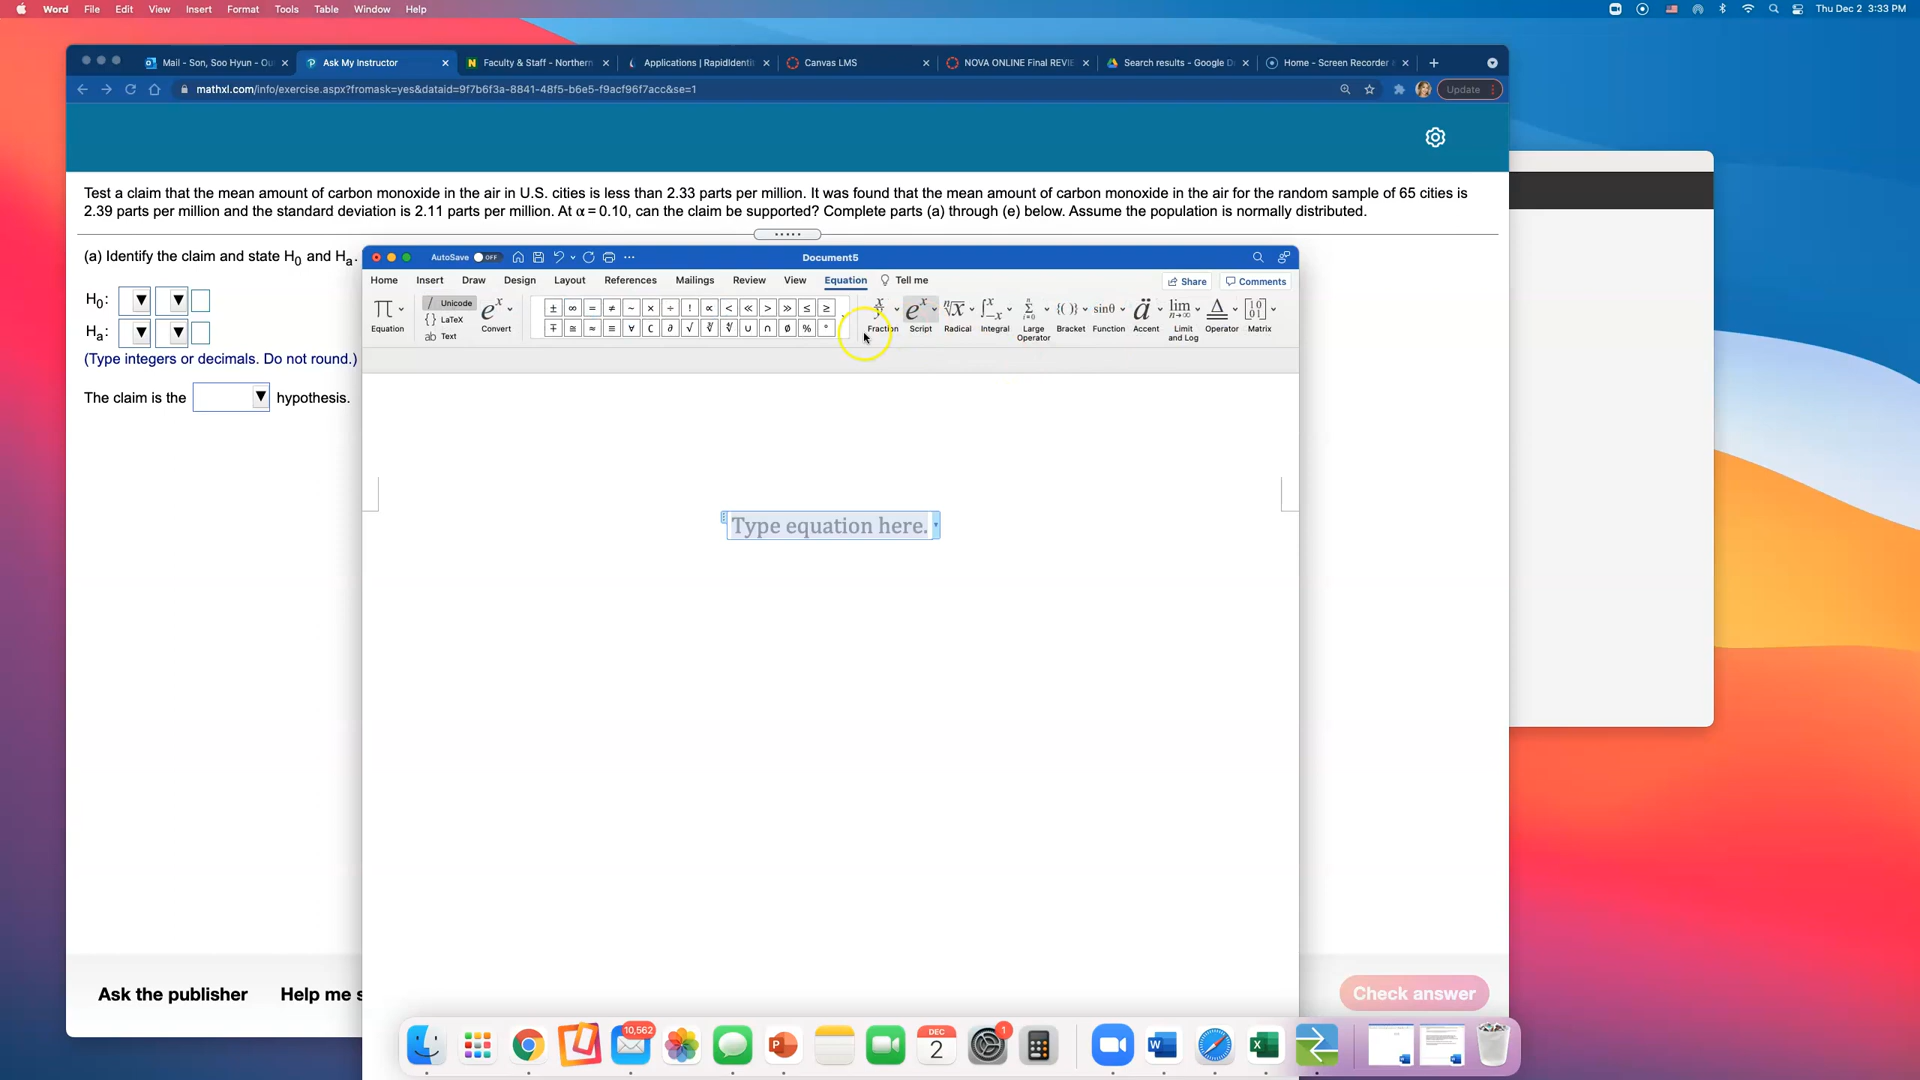 Word File Edit View Insert Format Tools Table Window Help Thu Dec 2 3:33 PM
Mail - Son, Soo Hyun - Ou Ask My Instructor Faculty & Staff - Northern Applications | RapidIdentit Canvas LMS NOVA ONLINE Final REVIE Search results - Google D Home - Screen Recorder
mathxl.com/info/exercise.aspx?fromask=yes&dataid=9f7b6f3a-8841-48f5-b6e5-f9acf96f7acc&se=1 Update
Test a claim that the mean amount of carbon monoxide in the air in U.S. cities is less than 2.33 parts per million. It was found that the mean amount of carbon monoxide in the air for the random sample of 65 cities is
2.39 parts per million and the standard deviation is 2.11 parts per million. At α = 0.10, can the claim be supported? Complete parts (a) through (e) below. Assume the population is normally distributed.
(a) Identify the claim and state H0 and Ha.
H0:
Ha:
(Type integers or decimals. Do not round.)
The claim is the hypothesis.
AutoSave OFF Document5
Home Insert Draw Design Layout References Mailings Review View Equation Tell me Share Comments
Unicode ± ∞ = ≠ ~ × ÷ ! ∝ < ≪ > ≫ ≤ ≥
{} LaTeX
∓ ≅ ≈ ≡ ∀ ∁ ∂ √ ∛ ∜ ∪ ∩ ∅ % °
ab Text
Equation Convert Fraction Script Radical Integral Large Operator Bracket Function Accent Limit and Log Operator Matrix
Type equation here.
Ask the publisher Help me s Check answer
10,562 DEC 2 1